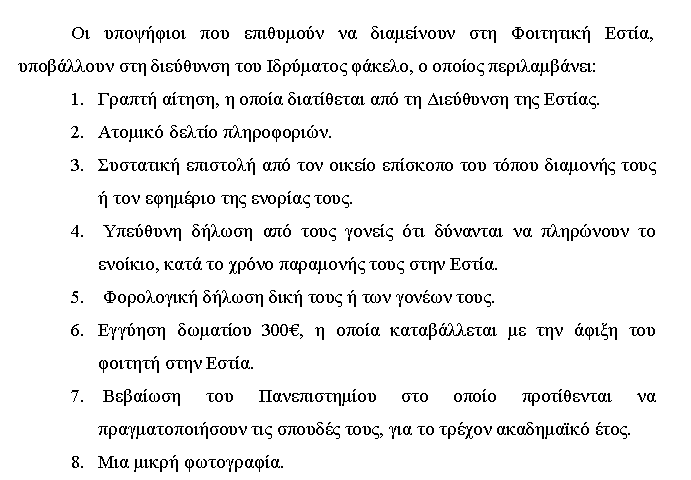 Οι υποψήφιοι που επιθυμούν να διαμείνουν στη Φοιτητική Εστία,
υποβάλλουν στη διεύθυνση του Ιδρύματος φάκελο, ο οποίος περιλαμβάνει:
1. Γραπτή αίτηση, η οποία διατίθεται από τη Διεύθυνση της Εστίας.
2. Ατομικό δελτίο πληροφοριών.
3. Συστατική επιστολή από τον οικείο επίσκοπο του τόπου διαμονής τους
ή τον εφημέριο της ενορίας τους.
4. Υπεύθυνη δήλωση από τους γονείς ότι δύνανται να πληρώνουν το
ενοίκιο, κατά το χρόνο παραμονής τους στην Εστία.
5. Φορολογική δήλωση δική τους ή των γονέων τους.
6. Εγγύηση δωματίου 300€, η οποία καταβάλλεται με την άφιξη του
φοιτητή στην Εστία.
7. Βεβαίωση του Πανεπιστημίου στο οποίο προτίθενται να
πραγματοποιήσουν τις σπουδές τους, για το τρέχον ακαδημαϊκό έτος.
8. Μια μικρή φωτογραφία.